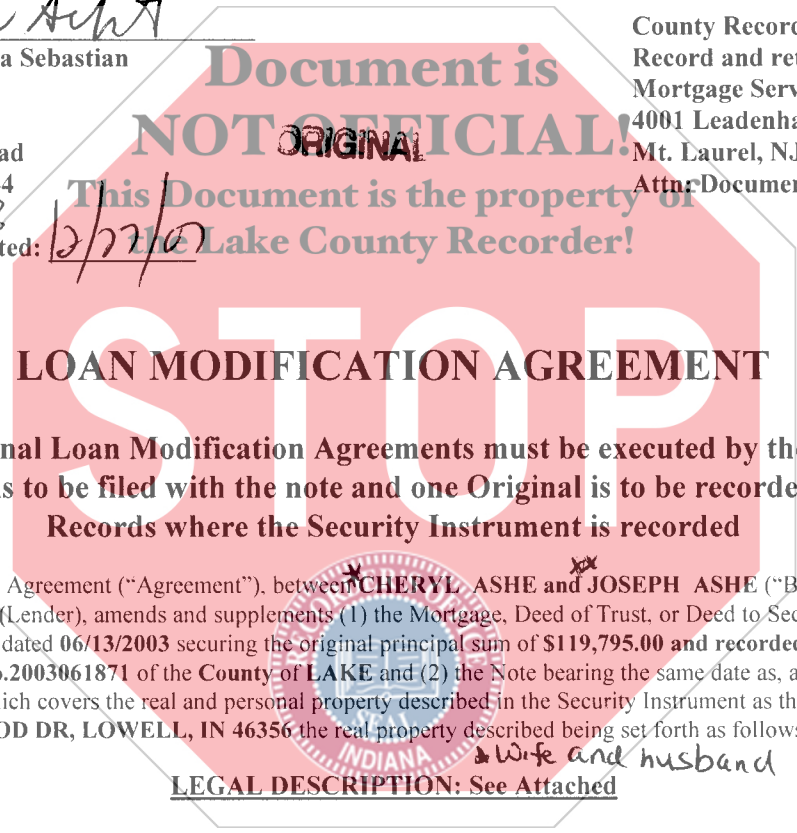 a Sebastian
County Record
Record and ret
Mortgage Serv
4001 Leadenha
Mt. Laurel, NJ
Attn: Documen
ad
4
ted: 12/27/07
ORIGINAL
Document is
NOT OFFICIAL!
This Document is the property of
the Lake County Recorder!
STOP
LOAN MODIFICATION AGREEMENT
nal Loan Modification Agreements must be executed by the
s to be filed with the note and one Original is to be recorde
Records where the Security Instrument is recorded
Agreement (“Agreement”), between *CHERYL ASHE and **JOSEPH ASHE (“B
(Lender), amends and supplements (1) the Mortgage, Deed of Trust, or Deed to Sec
dated 06/13/2003 securing the original principal sum of $119,795.00 and recorded
o.2003061871 of the County of LAKE and (2) the Note bearing the same date as, a
ich covers the real and personal property described in the Security Instrument as th
OD DR, LOWELL, IN 46356 the real property described being set forth as follows
* Wife and husband
LEGAL DESCRIPTION: See Attached
SEAL
INDIANA